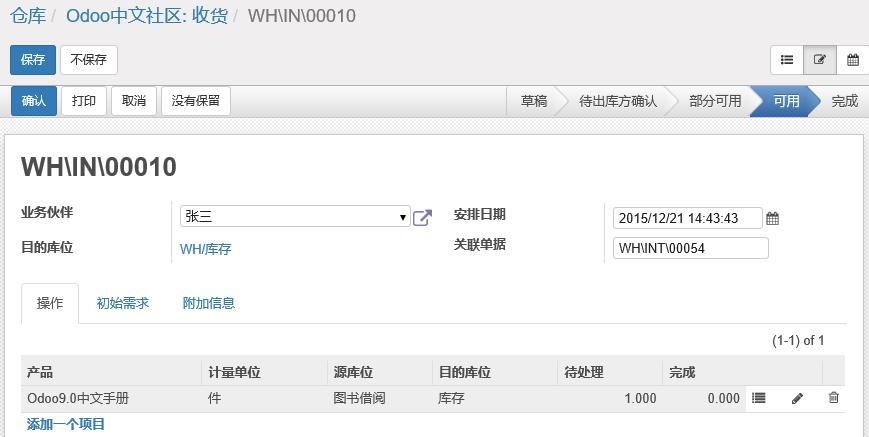 仓库 / Odoo中文社区: 收货 / WH\IN\00010
保存 不保存
确认 打印 取消 没有保留 草稿 待出库方确认 部分可用 可用 完成
WH\IN\00010
业务伙伴 张三 安排日期 2015/12/21 14:43:43
目的库位 WH/库存 关联单据 WH\INT\00054
操作 初始需求 附加信息
(1-1) of 1
产品 计量单位 源库位 目的库位 待处理 完成
Odoo9.0中文手册 件 图书借阅 库存 1.000 0.000
添加一个项目